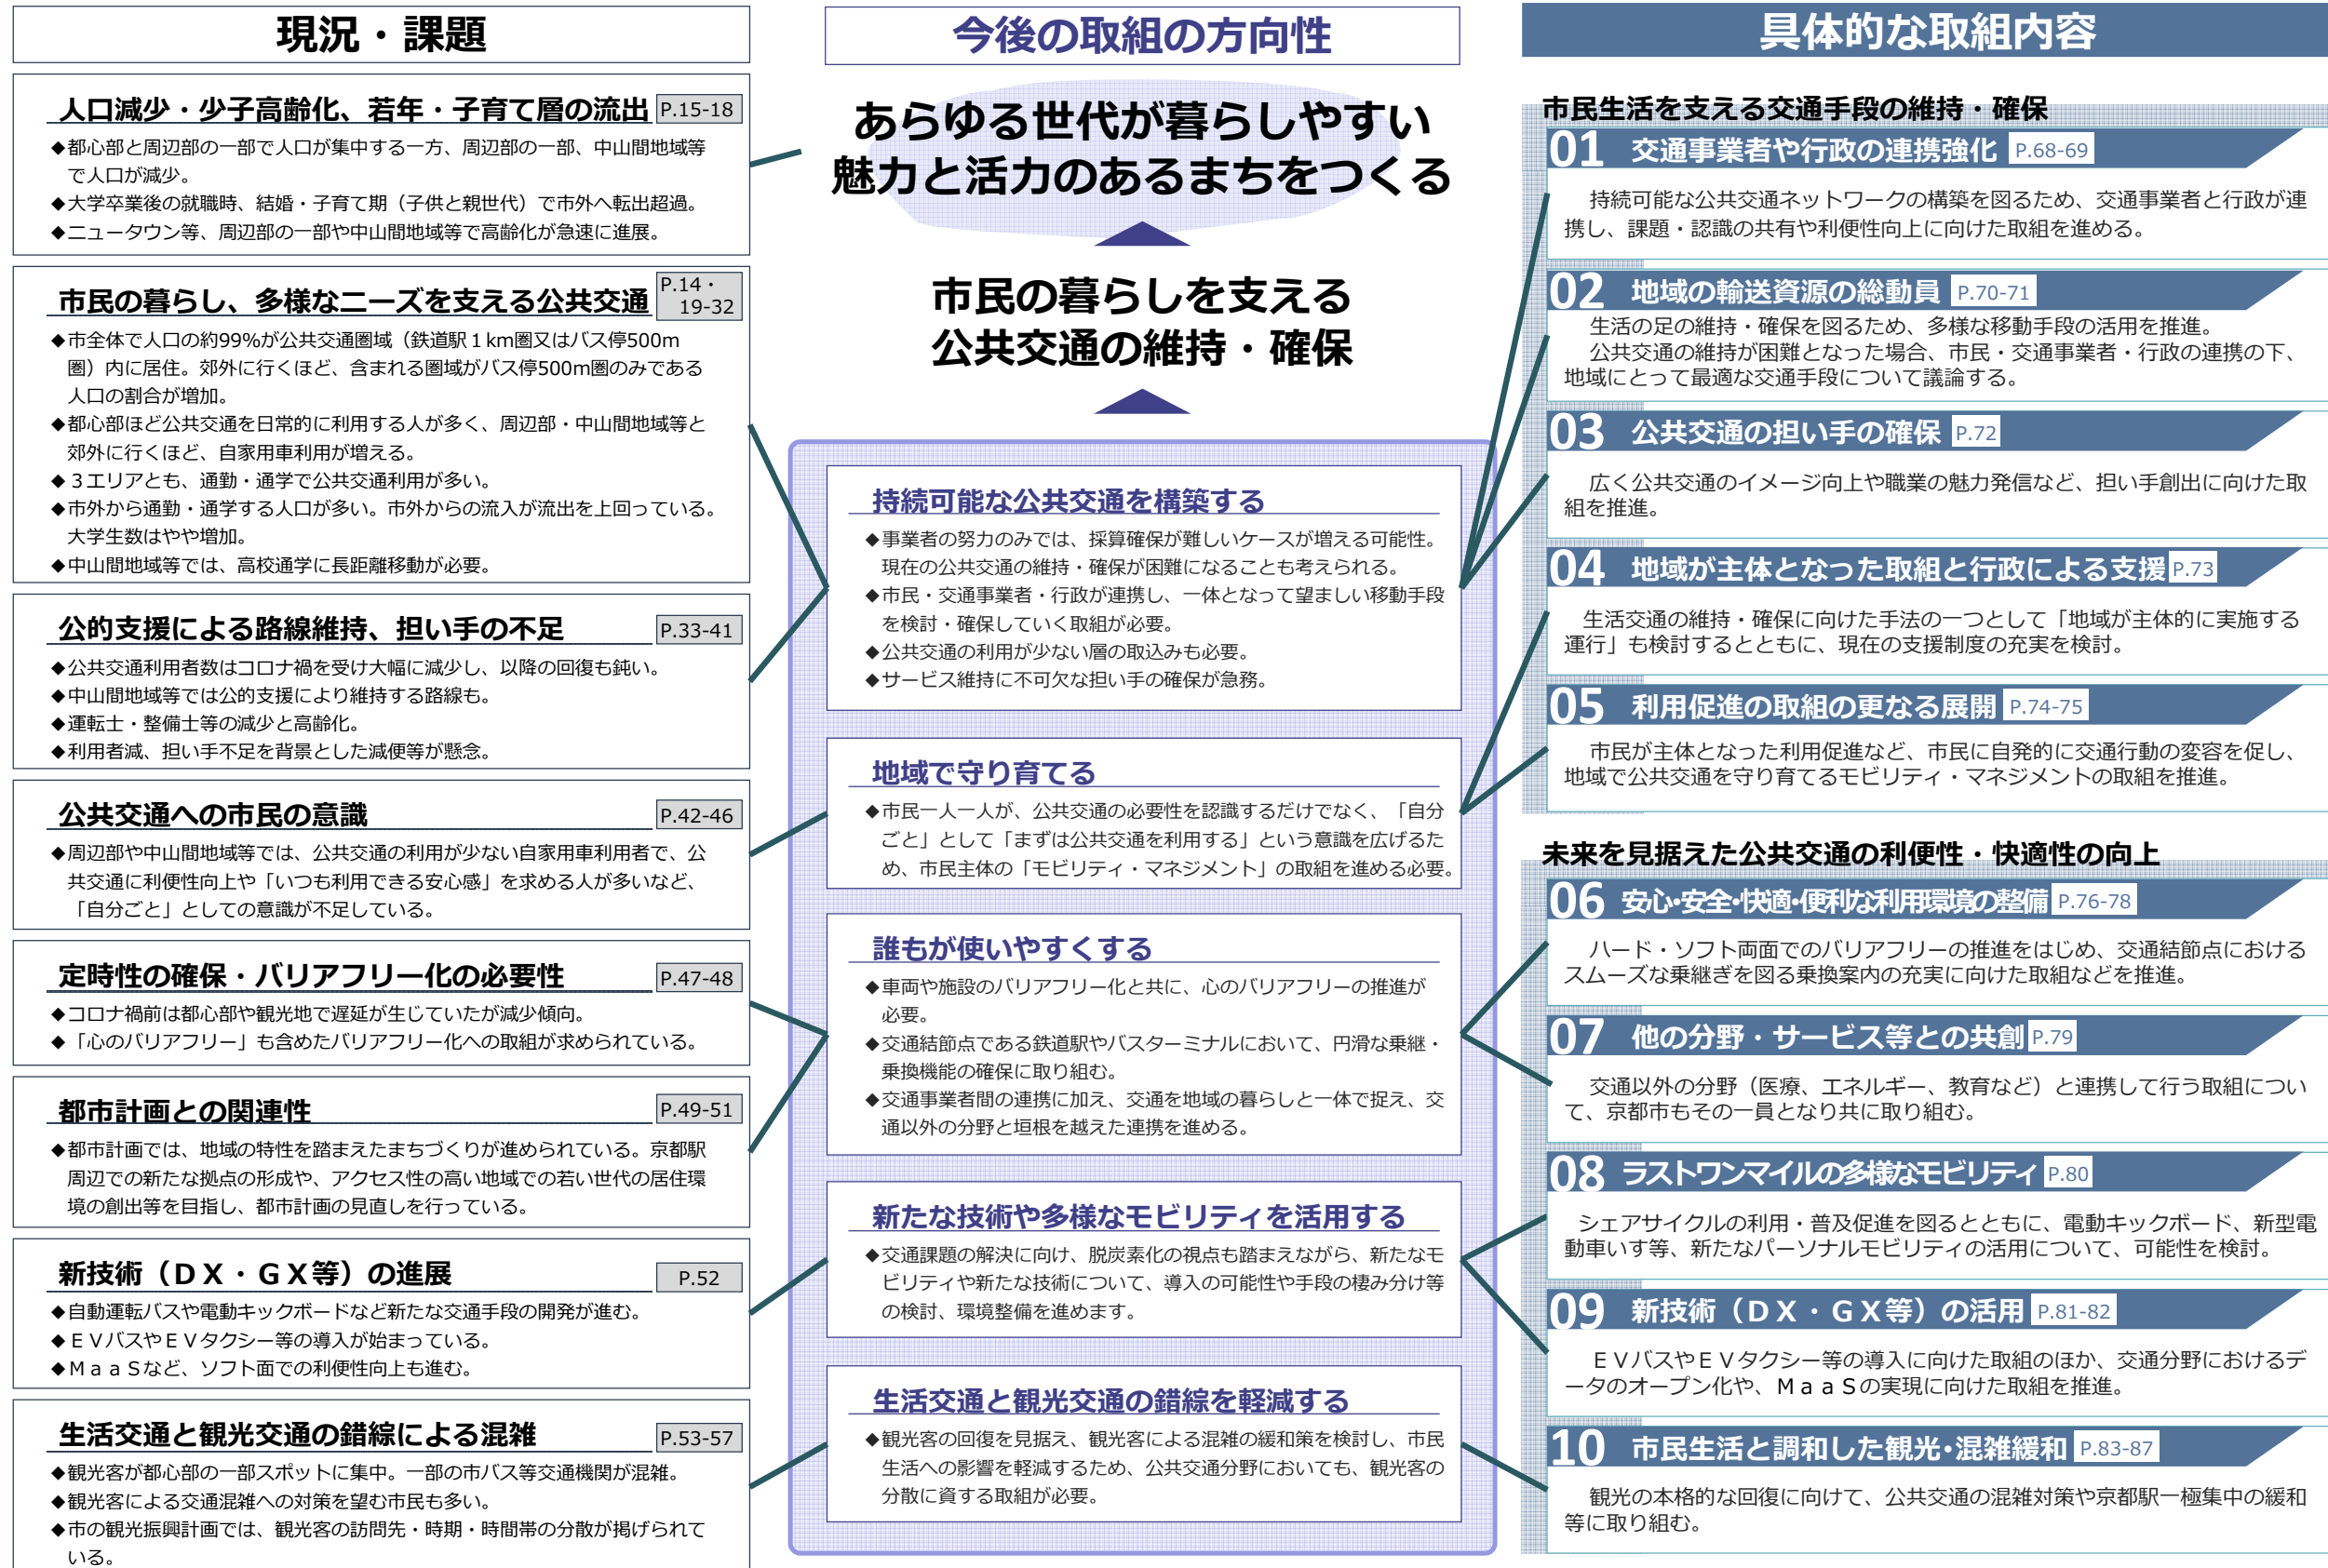 現況・課題
人口減少・少子高齢化、若年・子育て層の流出 P.15-18
◆都心部と周辺部の一部で人口が集中する一方、周辺部の一部、中山間地域等
で人口が減少。
◆大学卒業後の就職時、結婚・子育て期（子供と親世代）で市外へ転出超過。
◆ニュータウン等、周辺部の一部や中山間地域等で高齢化が急速に進展。
市民の暮らし、多様なニーズを支える公共交通 P.14・
19-32
◆市全体で人口の約99%が公共交通圏域（鉄道駅１km圏又はバス停500m
圏）内に居住。郊外に行くほど、含まれる圏域がバス停500m圏のみである
人口の割合が増加。
◆都心部ほど公共交通を日常的に利用する人が多く、周辺部・中山間地域等と
郊外に行くほど、自家用車利用が増える。
◆３エリアとも、通勤・通学で公共交通利用が多い。
◆市外から通勤・通学する人口が多い。市外からの流入が流出を上回っている。
大学生数はやや増加。
◆中山間地域等では、高校通学に長距離移動が必要。
公的支援による路線維持、担い手の不足 P.33-41
◆公共交通利用者数はコロナ禍を受け大幅に減少し、以降の回復も鈍い。
◆中山間地域等では公的支援により維持する路線も。
◆運転士・整備士等の減少と高齢化。
◆利用者減、担い手不足を背景とした減便等が懸念。
公共交通への市民の意識 P.42-46
◆周辺部や中山間地域等では、公共交通の利用が少ない自家用車利用者で、公
共交通に利便性向上や「いつも利用できる安心感」を求める人が多いなど、
「自分ごと」としての意識が不足している。
定時性の確保・バリアフリー化の必要性 P.47-48
◆コロナ禍前は都心部や観光地で遅延が生じていたが減少傾向。
◆「心のバリアフリー」も含めたバリアフリー化への取組が求められている。
都市計画との関連性 P.49-51
◆都市計画では、地域の特性を踏まえたまちづくりが進められている。京都駅
周辺での新たな拠点の形成や、アクセス性の高い地域での若い世代の居住環
境の創出等を目指し、都市計画の見直しを行っている。
新技術（ＤＸ・ＧＸ等）の進展 P.52
◆自動運転バスや電動キックボードなど新たな交通手段の開発が進む。
◆ＥＶバスやＥＶタクシー等の導入が始まっている。
◆ＭａａＳなど、ソフト面での利便性向上も進む。
生活交通と観光交通の錯綜による混雑 P.53-57
◆観光客が都心部の一部スポットに集中。一部の市バス等交通機関が混雑。
◆観光客による交通混雑への対策を望む市民も多い。
◆市の観光振興計画では、観光客の訪問先・時期・時間帯の分散が掲げられて
いる。
今後の取組の方向性
あらゆる世代が暮らしやすい
魅力と活力のあるまちをつくる
市民の暮らしを支える
公共交通の維持・確保
持続可能な公共交通を構築する
◆事業者の努力のみでは、採算確保が難しいケースが増える可能性。
現在の公共交通の維持・確保が困難になることも考えられる。
◆市民・交通事業者・行政が連携し、一体となって望ましい移動手段
を検討・確保していく取組が必要。
◆公共交通の利用が少ない層の取込みも必要。
◆サービス維持に不可欠な担い手の確保が急務。
地域で守り育てる
◆市民一人一人が、公共交通の必要性を認識するだけでなく、「自分
ごと」として「まずは公共交通を利用する」という意識を広げるた
め、市民主体の「モビリティ・マネジメント」の取組を進める必要。
誰もが使いやすくする
◆車両や施設のバリアフリー化と共に、心のバリアフリーの推進が
必要。
◆交通結節点である鉄道駅やバスターミナルにおいて、円滑な乗継・
乗換機能の確保に取り組む。
◆交通事業者間の連携に加え、交通を地域の暮らしと一体で捉え、交
通以外の分野と垣根を越えた連携を進める。
新たな技術や多様なモビリティを活用する
◆交通課題の解決に向け、脱炭素化の視点も踏まえながら、新たなモ
ビリティや新たな技術について、導入の可能性や手段の棲み分け等
の検討、環境整備を進めます。
生活交通と観光交通の錯綜を軽減する
◆観光客の回復を見据え、観光客による混雑の緩和策を検討し、市民
生活への影響を軽減するため、公共交通分野においても、観光客の
分散に資する取組が必要。
具体的な取組内容
市民生活を支える交通手段の維持・確保
01 交通事業者や行政の連携強化 P.68-69
持続可能な公共交通ネットワークの構築を図るため、交通事業者と行政が連
携し、課題・認識の共有や利便性向上に向けた取組を進める。
02 地域の輸送資源の総動員 P.70-71
生活の足の維持・確保を図るため、多様な移動手段の活用を推進。
公共交通の維持が困難となった場合、市民・交通事業者・行政の連携の下、
地域にとって最適な交通手段について議論する。
03 公共交通の担い手の確保 P.72
広く公共交通のイメージ向上や職業の魅力発信など、担い手創出に向けた取
組を推進。
04 地域が主体となった取組と行政による支援 P.73
生活交通の維持・確保に向けた手法の一つとして「地域が主体的に実施する
運行」も検討するとともに、現在の支援制度の充実を検討。
05 利用促進の取組の更なる展開 P.74-75
市民が主体となった利用促進など、市民に自発的に交通行動の変容を促し、
地域で公共交通を守り育てるモビリティ・マネジメントの取組を推進。
未来を見据えた公共交通の利便性・快適性の向上
06 安心・安全・快適・便利な利用環境の整備 P.76-78
ハード・ソフト両面でのバリアフリーの推進をはじめ、交通結節点における
スムーズな乗継ぎを図る乗換案内の充実に向けた取組などを推進。
07 他の分野・サービス等との共創 P.79
交通以外の分野（医療、エネルギー、教育など）と連携して行う取組につい
て、京都市もその一員となり共に取り組む。
08 ラストワンマイルの多様なモビリティ P.80
シェアサイクルの利用・普及促進を図るとともに、電動キックボード、新型電
動車いす等、新たなパーソナルモビリティの活用について、可能性を検討。
09 新技術（ＤＸ・ＧＸ等）の活用 P.81-82
ＥＶバスやＥＶタクシー等の導入に向けた取組のほか、交通分野におけるデ
ータのオープン化や、ＭａａＳの実現に向けた取組を推進。
10 市民生活と調和した観光・混雑緩和 P.83-87
観光の本格的な回復に向けて、公共交通の混雑対策や京都駅一極集中の緩和
等に取り組む。